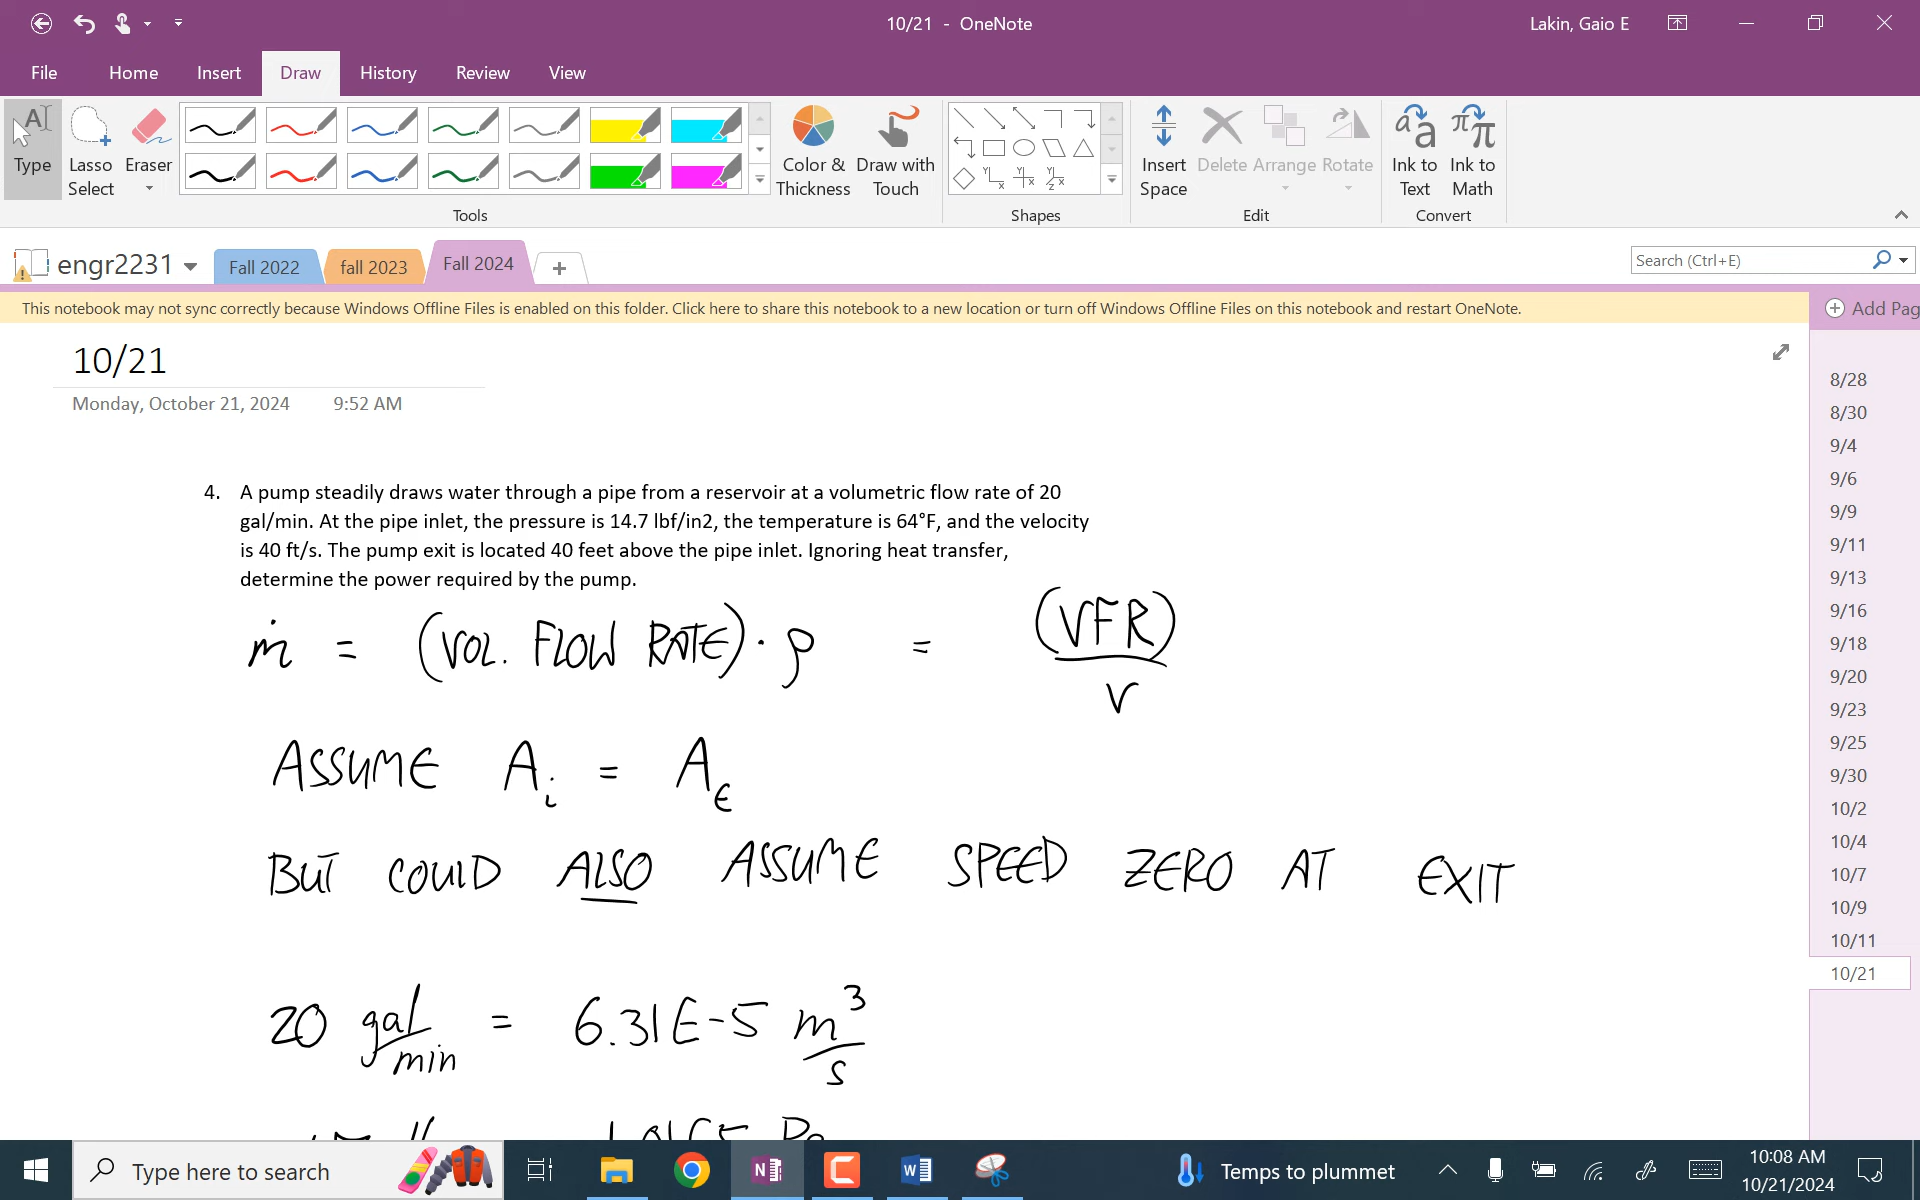 10/21 - OneNote
Lakin, Gaio E
File Home Insert Draw History Review View
Type
Lasso Select
Eraser
Color & Thickness
Draw with Touch
Insert Space
Delete Arrange Rotate
Ink to Text
Ink to Math
Tools Shapes Edit Convert
engr2231 Fall 2022 fall 2023 Fall 2024
Search (Ctrl+E)
This notebook may not sync correctly because Windows Offline Files is enabled on this folder. Click here to share this notebook to a new location or turn off Windows Offline Files on this notebook and restart OneNote.
Add Pag
10/21
Monday, October 21, 2024 9:52 AM
4. A pump steadily draws water through a pipe from a reservoir at a volumetric flow rate of 20
gal/min. At the pipe inlet, the pressure is 14.7 lbf/in2, the temperature is 64°F, and the velocity
is 40 ft/s. The pump exit is located 40 feet above the pipe inlet. Ignoring heat transfer,
determine the power required by the pump.
ṁ = (VOL. FLOW RATE) · ρ = (VFR) / v
ASSUME A_i = A_E
BUT COULD ALSO ASSUME SPEED ZERO AT EXIT
20 gal/min = 6.31E-5 m³/s
8/28
8/30
9/4
9/6
9/9
9/11
9/13
9/16
9/18
9/20
9/23
9/25
9/30
10/2
10/4
10/7
10/9
10/11
10/21
Type here to search
Temps to plummet
10:08 AM
10/21/2024